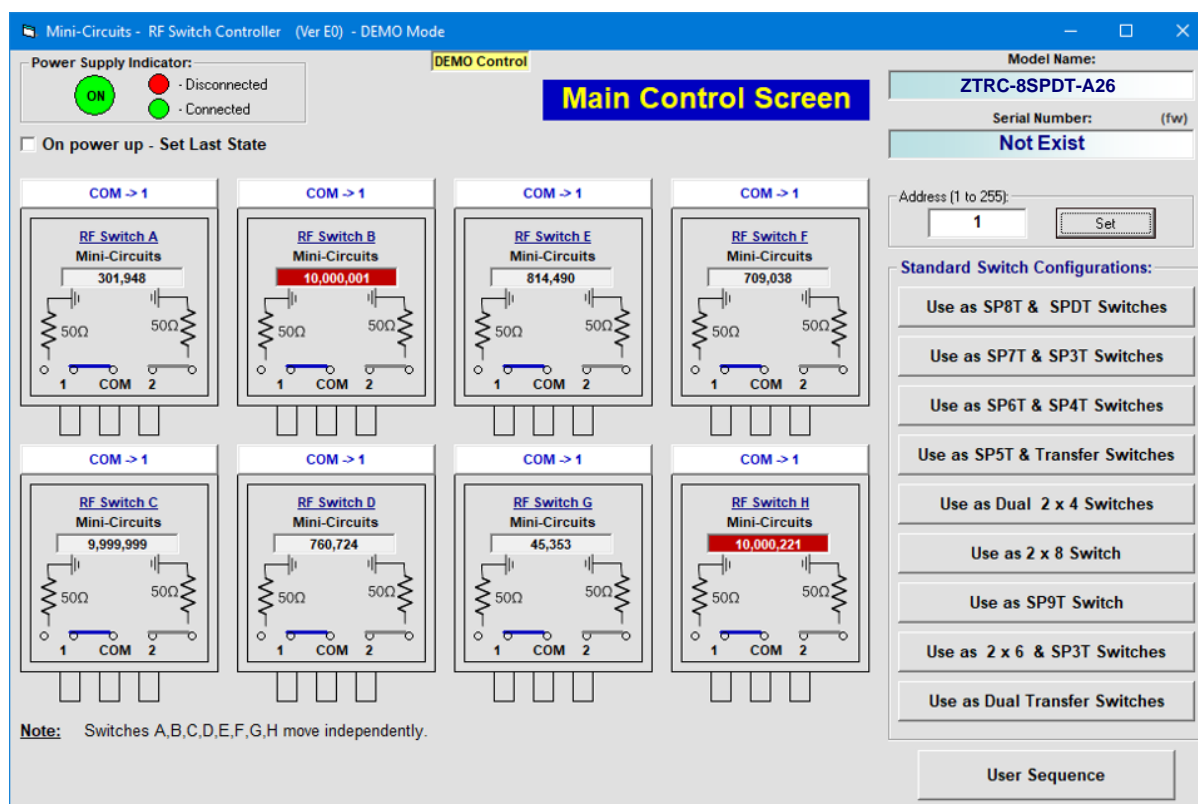 Mini-Circuits - RF Switch Controller (Ver E0) - DEMO Mode
Power Supply Indicator:
ON
- Disconnected
- Connected
DEMO Control
Main Control Screen
Model Name:
ZTRC-8SPDT-A26
Serial Number: (fw)
Not Exist
On power up - Set Last State
Address (1 to 255):
1
Set
COM -> 1 COM -> 1 COM -> 1 COM -> 1
RF Switch A RF Switch B RF Switch E RF Switch F
Mini-Circuits Mini-Circuits Mini-Circuits Mini-Circuits
301,948 10,000,001 814,490 709,038
50Ω 50Ω 50Ω 50Ω 50Ω 50Ω 50Ω 50Ω
1 COM 2 1 COM 2 1 COM 2 1 COM 2
COM -> 1 COM -> 1 COM -> 1 COM -> 1
RF Switch C RF Switch D RF Switch G RF Switch H
Mini-Circuits Mini-Circuits Mini-Circuits Mini-Circuits
9,999,999 760,724 45,353 10,000,221
50Ω 50Ω 50Ω 50Ω 50Ω 50Ω 50Ω 50Ω
1 COM 2 1 COM 2 1 COM 2 1 COM 2
Note: Switches A,B,C,D,E,F,G,H move independently.
Standard Switch Configurations:
Use as SP8T & SPDT Switches
Use as SP7T & SP3T Switches
Use as SP6T & SP4T Switches
Use as SP5T & Transfer Switches
Use as Dual 2 x 4 Switches
Use as 2 x 8 Switch
Use as SP9T Switch
Use as 2 x 6 & SP3T Switches
Use as Dual Transfer Switches
User Sequence